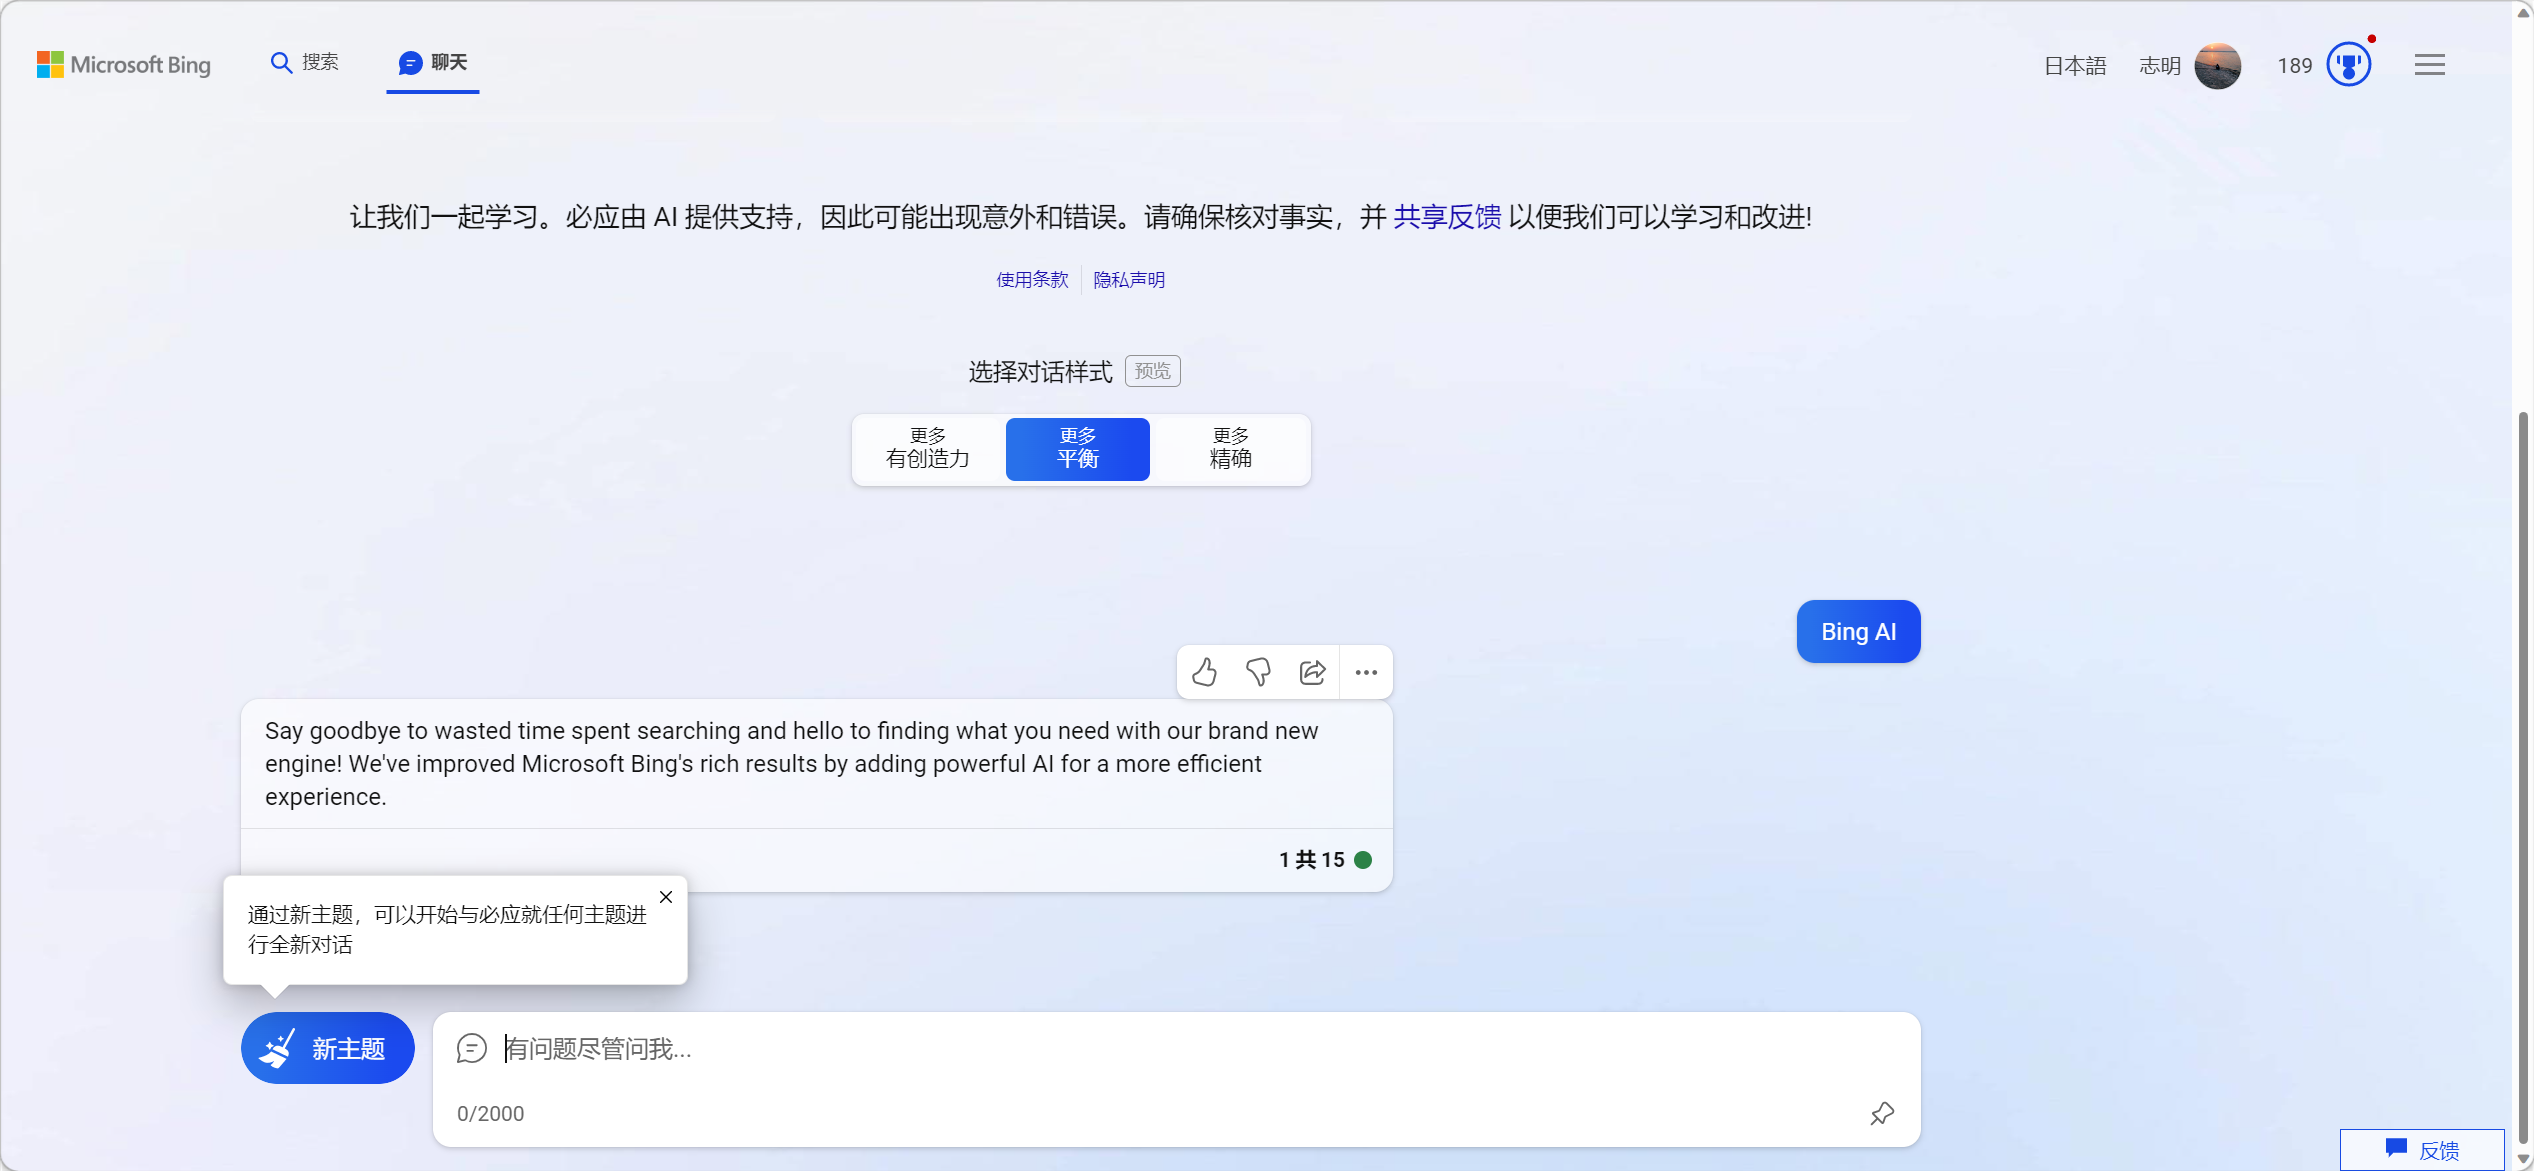 Microsoft Bing
搜索
聊天
日本語
志明
189
让我们一起学习。必应由 AI 提供支持，因此可能出现意外和错误。请确保核对事实，并 共享反馈 以便我们可以学习和改进!
使用条款
隐私声明
选择对话样式 预览
更多
有创造力
更多
平衡
更多
精确
Bing AI
Say goodbye to wasted time spent searching and hello to finding what you need with our brand new
engine! We've improved Microsoft Bing's rich results by adding powerful AI for a more efficient
experience.
1 共 15
通过新主题，可以开始与必应就任何主题进
行全新对话
新主题
有问题尽管问我...
0/2000
反馈